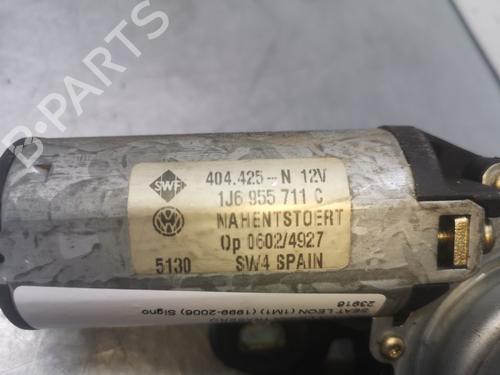 B-PARTS
SWF
404.425-N 12V
1J6 955 711 C
NAHENTSTOERT
Op 0602/4927
5130 SW4 SPAIN
SEAT LEON (1M1) (1999-2006) Signo
23918